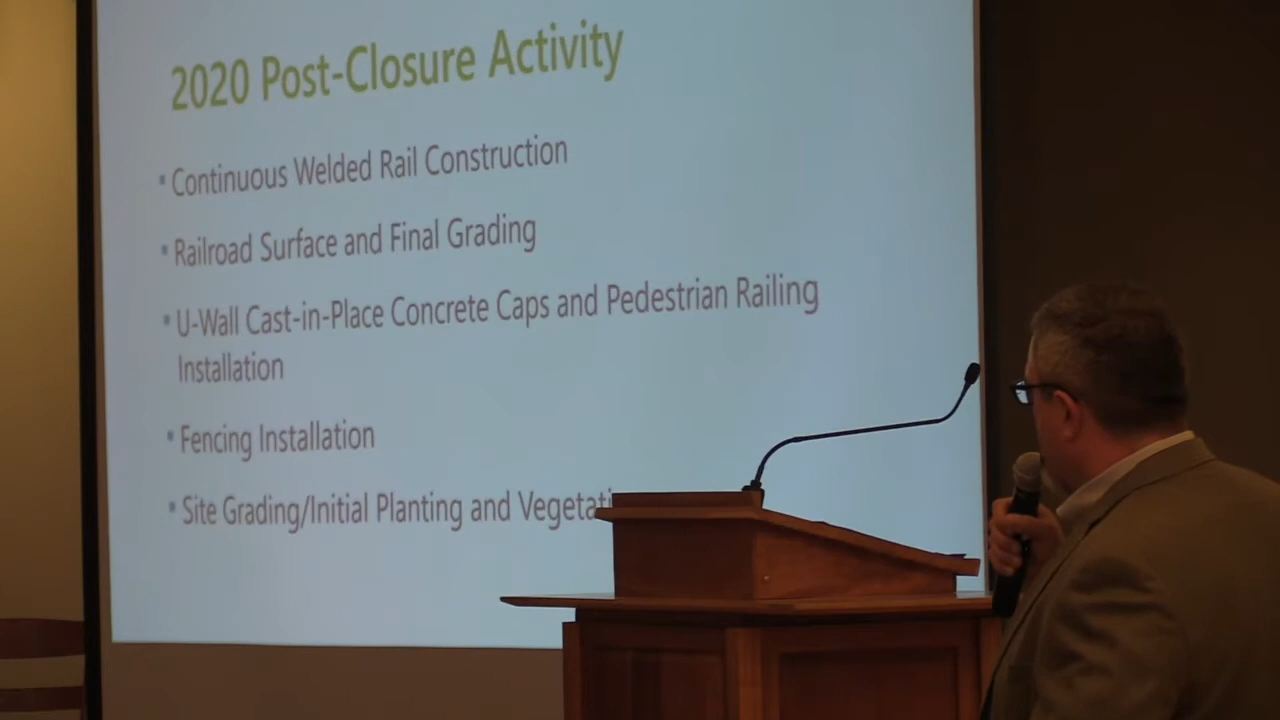 2020 Post-Closure Activity
▪ Continuous Welded Rail Construction
▪ Railroad Surface and Final Grading
▪ U-Wall Cast-in-Place Concrete Caps and Pedestrian Railing
Installation
▪ Fencing Installation
▪ Site Grading/Initial Planting and